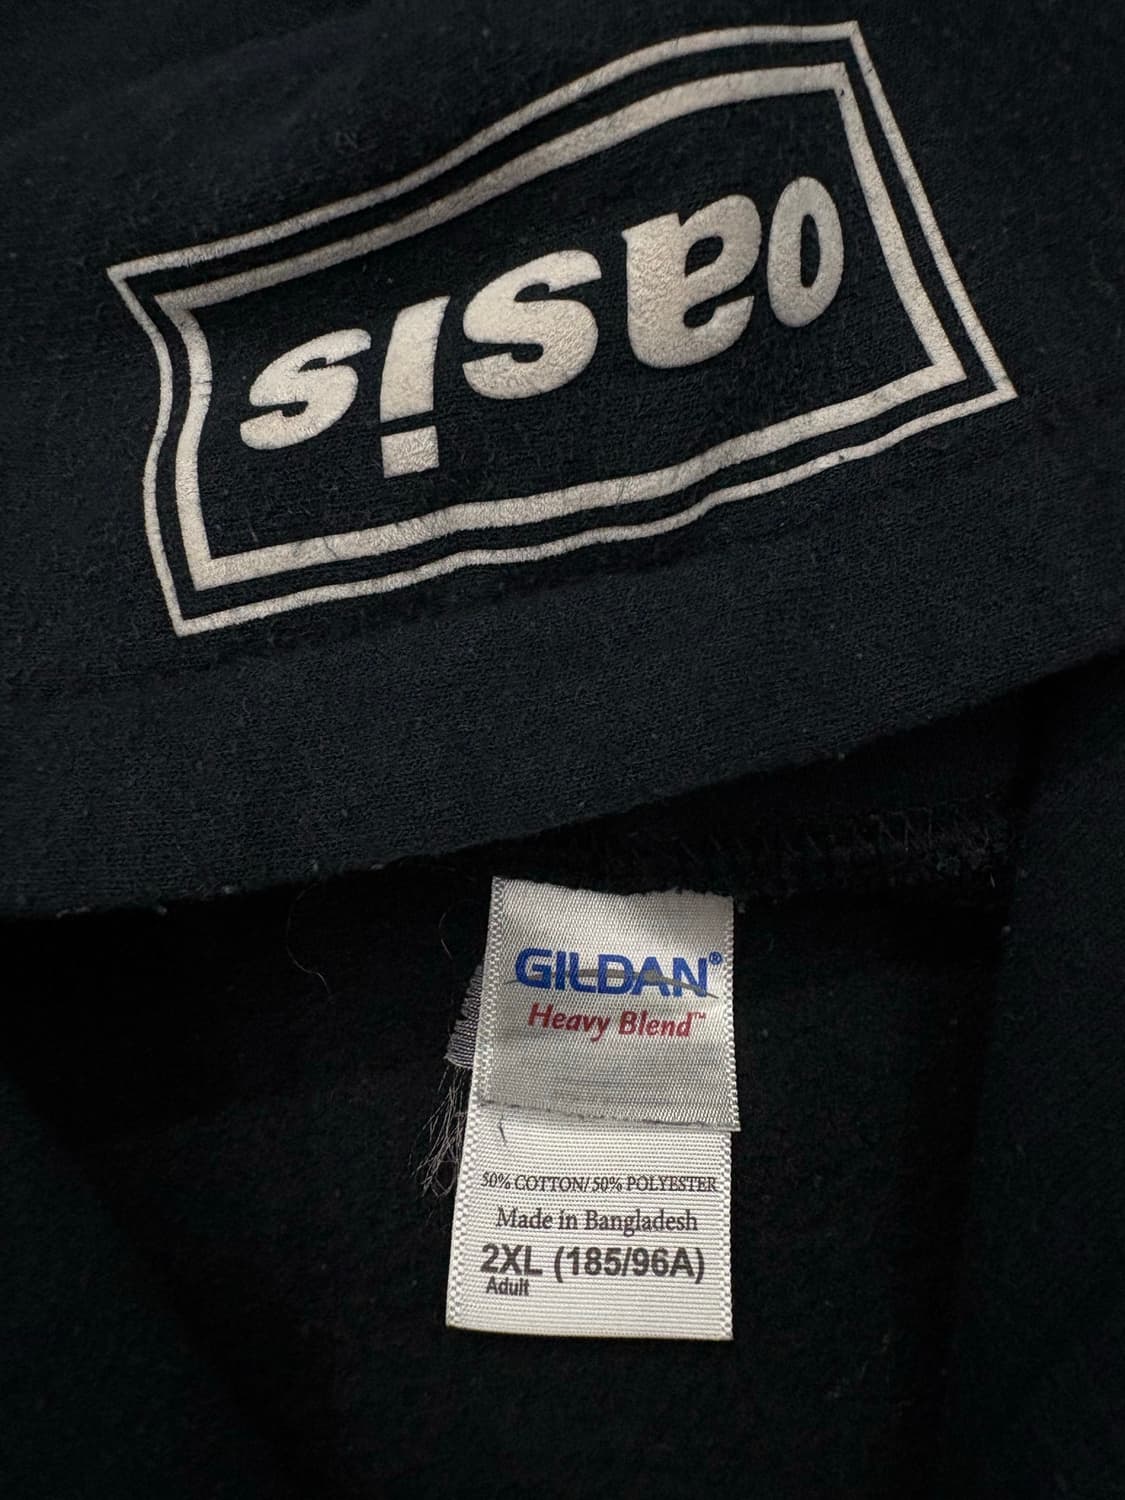 oasis
GILDAN®
Heavy Blend™
50% COTTON/50% POLYESTER
Made in Bangladesh
2XL (185/96A)
Adult